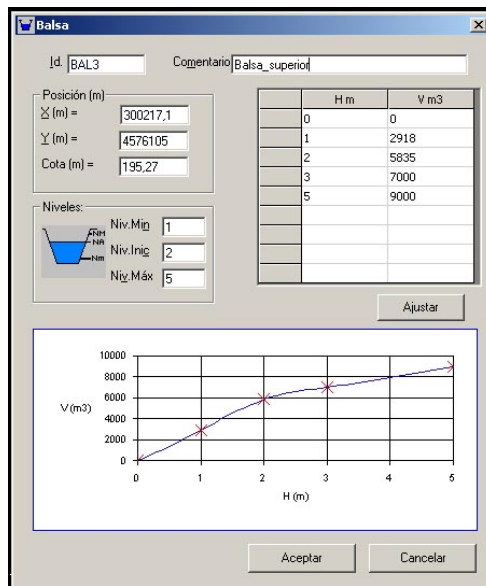 Balsa
Id. BAL3 Comentario Balsa_superior
Posición (m)
X (m) = 300217,1
Y (m) = 4576105
Cota (m) = 195,27
H m V m3
0 0
1 2918
2 5835
3 7000
5 9000
Niveles:
NM
NA
Nm
Niv.Min 1
Niv.Inic 2
Niv.Máx 5
Ajustar
10000
8000
6000
4000
2000
0
V (m3)
0 1 2 3 4 5
H (m)
Aceptar Cancelar